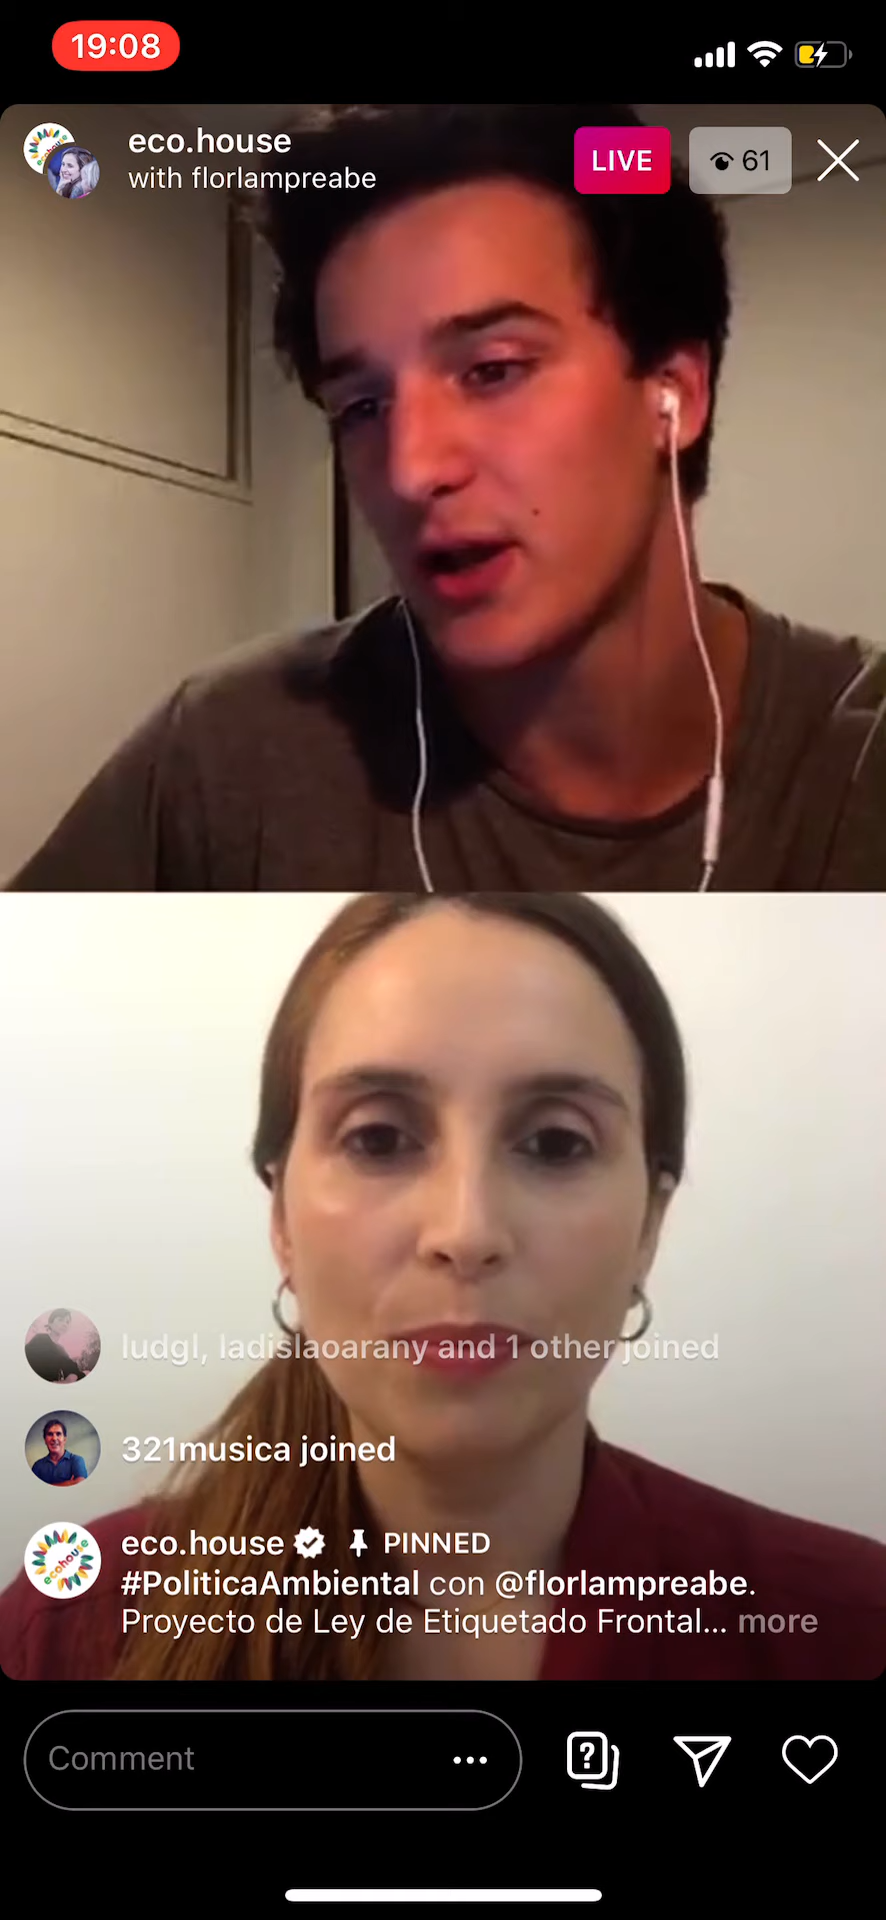 19:08
eco.house
with florlampreabe
LIVE
61
ludgl, ladislaoarany and 1 other joined
321musica joined
eco.house PINNED
#PoliticaAmbiental con @florlampreabe.
Proyecto de Ley de Etiquetado Frontal... more
ecohouse
Comment